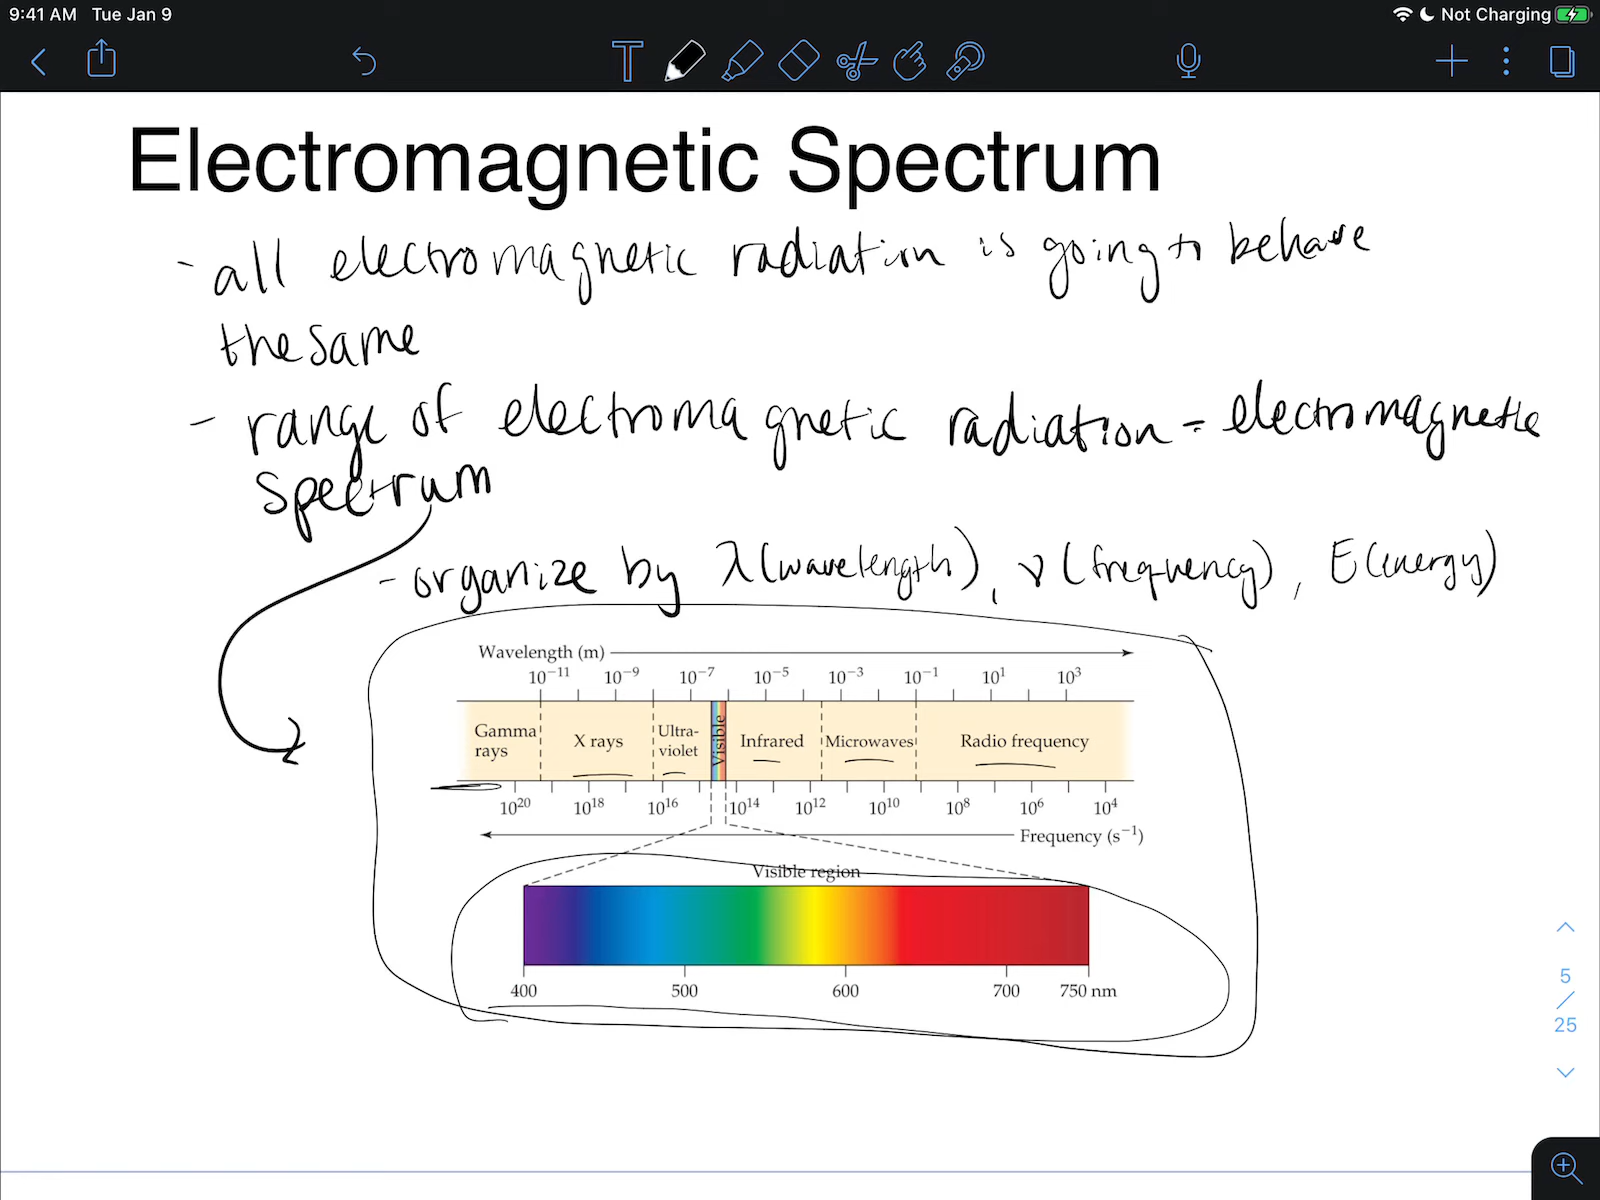 9:41 AM Tue Jan 9
Not Charging
Electromagnetic Spectrum
- all electromagnetic radiation is going to behave
the same
- range of electromagnetic radiation = electromagnetic
Spectrum
- organize by λ (wavelength), ν (frequency), E (energy)
Wavelength (m)
10⁻¹¹ 10⁻⁹ 10⁻⁷ 10⁻⁵ 10⁻³ 10⁻¹ 10¹ 10³
Gamma rays X rays Ultra-violet Visible Infrared Microwaves Radio frequency
10²⁰ 10¹⁸ 10¹⁶ 10¹⁴ 10¹² 10¹⁰ 10⁸ 10⁶ 10⁴
Frequency (s⁻¹)
Visible region
400 500 600 700 750 nm
5
/
25